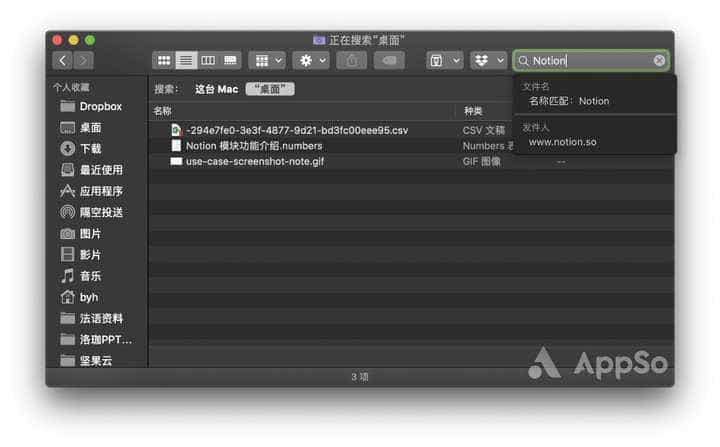 正在搜索“桌面”
Notion
文件名
名称匹配：Notion
发件人
www.notion.so
搜索：
这台 Mac
“桌面”
名称
种类
-294e7fe0-3e3f-4877-9d21-bd3fc00eee95.csv
CSV 文稿
Notion 模块功能介绍.numbers
Numbers 表
use-case-screenshot-note.gif
GIF 图像
--
个人收藏
Dropbox
桌面
下载
最近使用
应用程序
隔空投送
图片
影片
音乐
byh
法语资料
洛珈PPT...
坚果云
3 项
AppSo